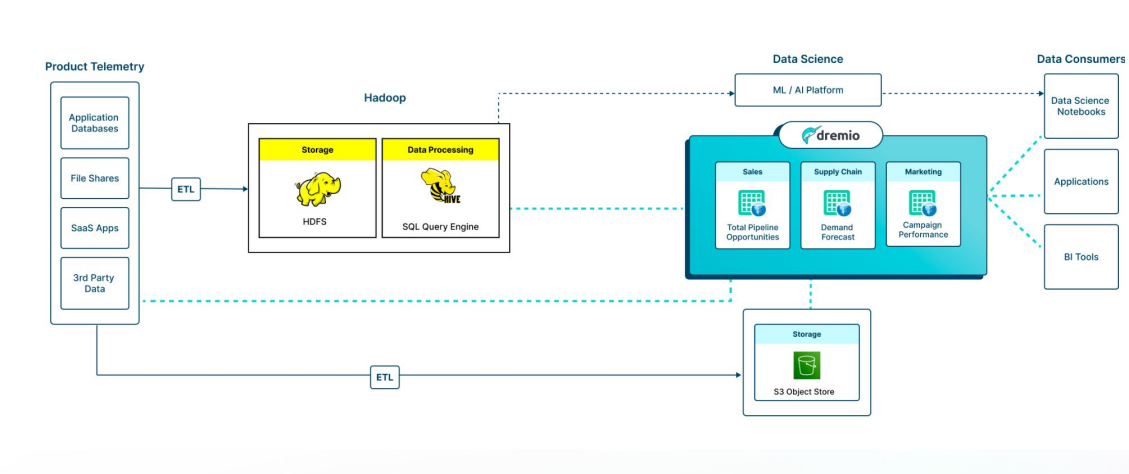 Product Telemetry
Application
Databases
File Shares
SaaS Apps
3rd Party
Data
ETL
Hadoop
Storage
HDFS
Data Processing
HIVE
SQL Query Engine
Data Science
ML / AI Platform
dremio
Sales
Total Pipeline
Opportunities
Supply Chain
Demand
Forecast
Marketing
Campaign
Performance
Data Consumers
Data Science
Notebooks
Applications
BI Tools
ETL
Storage
S3 Object Store